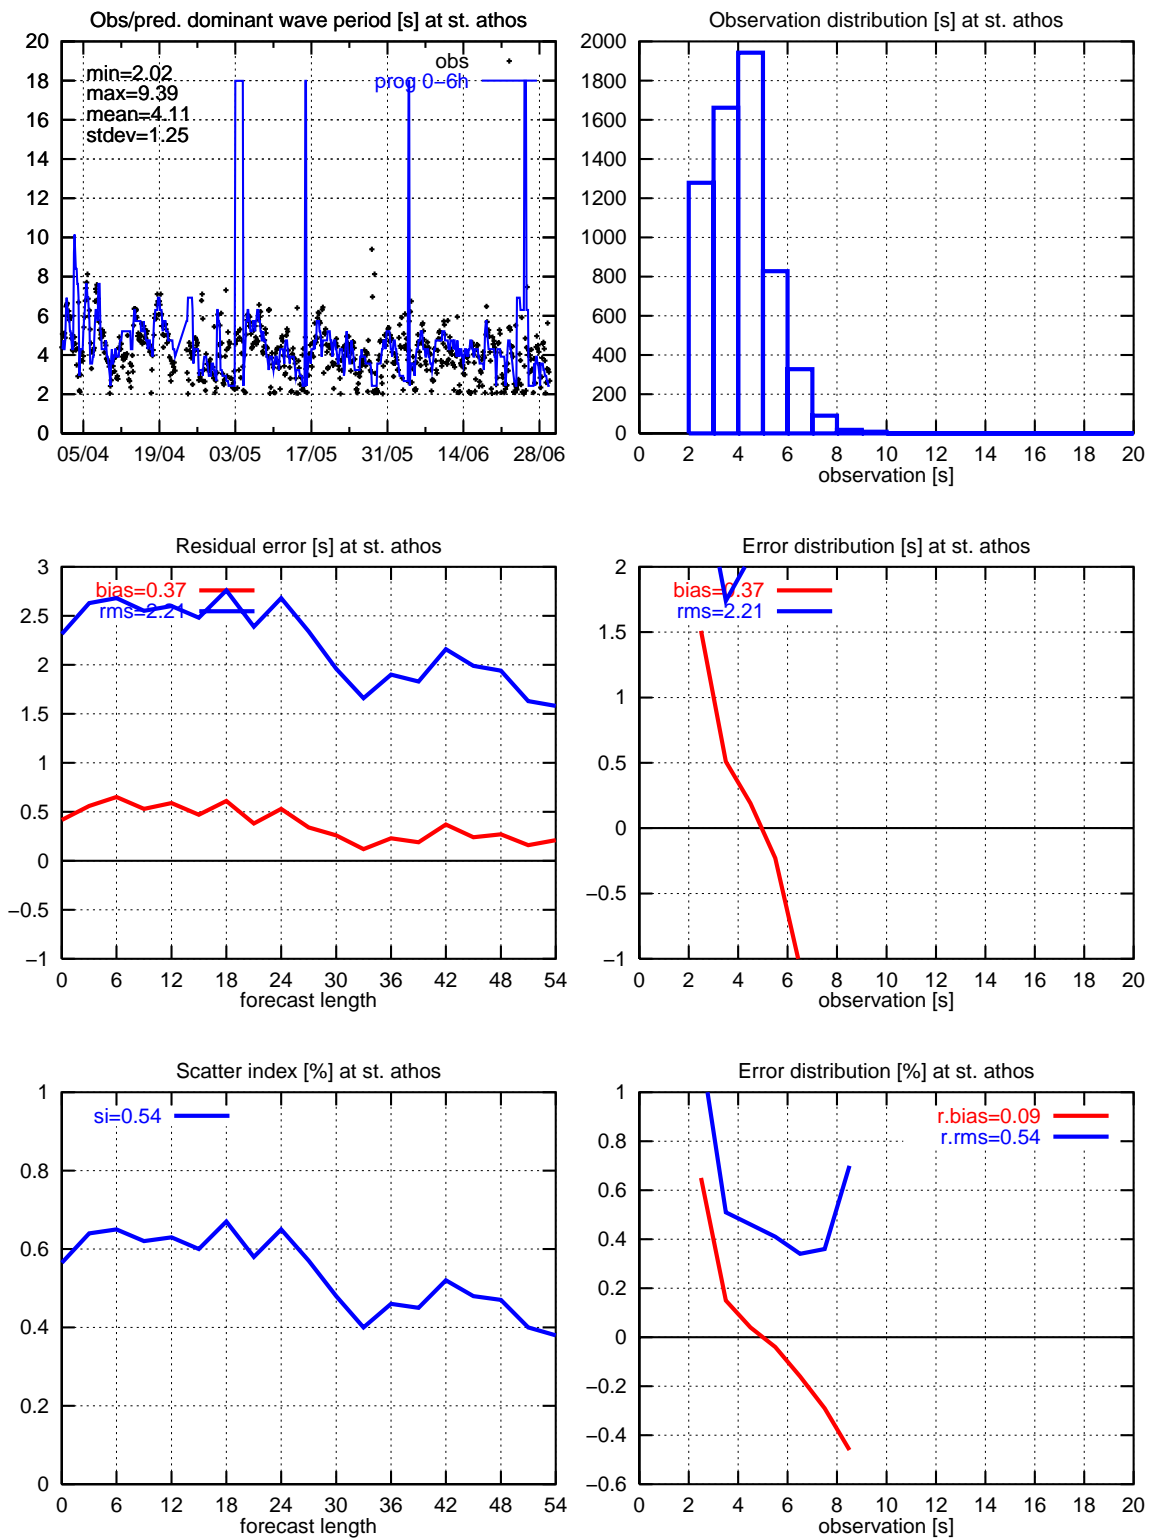 Obs/pred. dominant wave period [s] at st. athos
20
18
16
14
12
10
8
6
4
2
0
min=2.02
max=9.39
mean=4.11
stdev=1.25
obs
prog 0−6h
05/04 19/04 03/05 17/05 31/05 14/06 28/06
Observation distribution [s] at st. athos
2000
1800
1600
1400
1200
1000
800
600
400
200
0
0 2 4 6 8 10 12 14 16 18 20
observation [s]
Residual error [s] at st. athos
3
2.5
2
1.5
1
0.5
0
−0.5
−1
bias=0.37
rms=2.21
0 6 12 18 24 30 36 42 48 54
forecast length
Error distribution [s] at st. athos
2
1.5
1
0.5
0
−0.5
−1
bias=0.37
rms=2.21
0 2 4 6 8 10 12 14 16 18 20
observation [s]
Scatter index [%] at st. athos
1
0.8
0.6
0.4
0.2
0
si=0.54
0 6 12 18 24 30 36 42 48 54
forecast length
Error distribution [%] at st. athos
1
0.8
0.6
0.4
0.2
0
−0.2
−0.4
−0.6
r.bias=0.09
r.rms=0.54
0 2 4 6 8 10 12 14 16 18 20
observation [s]